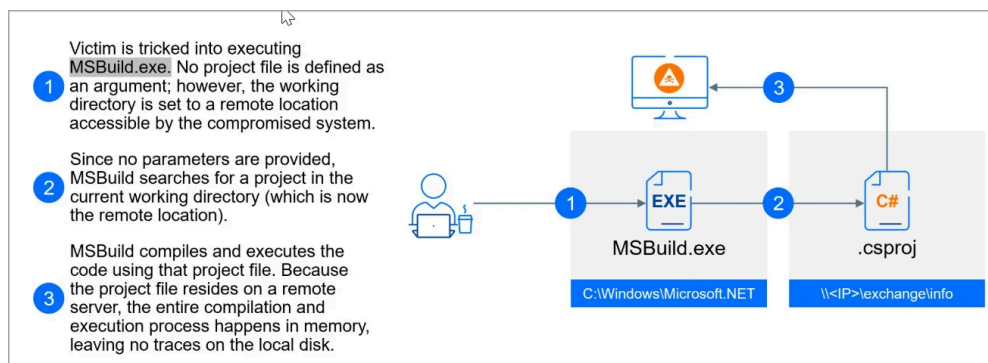 Victim is tricked into executing
MSBuild.exe. No project file is defined as
1
an argument; however, the working
directory is set to a remote location
accessible by the compromised system.
Since no parameters are provided,
MSBuild searches for a project in the
2
current working directory (which is now
the remote location).
MSBuild compiles and executes the
code using that project file. Because
3
the project file resides on a remote
server, the entire compilation and
execution process happens in memory,
leaving no traces on the local disk.
3
1
EXE
2
C#
MSBuild.exe
.csproj
C:\Windows\Microsoft.NET
\\<IP>\exchange\info